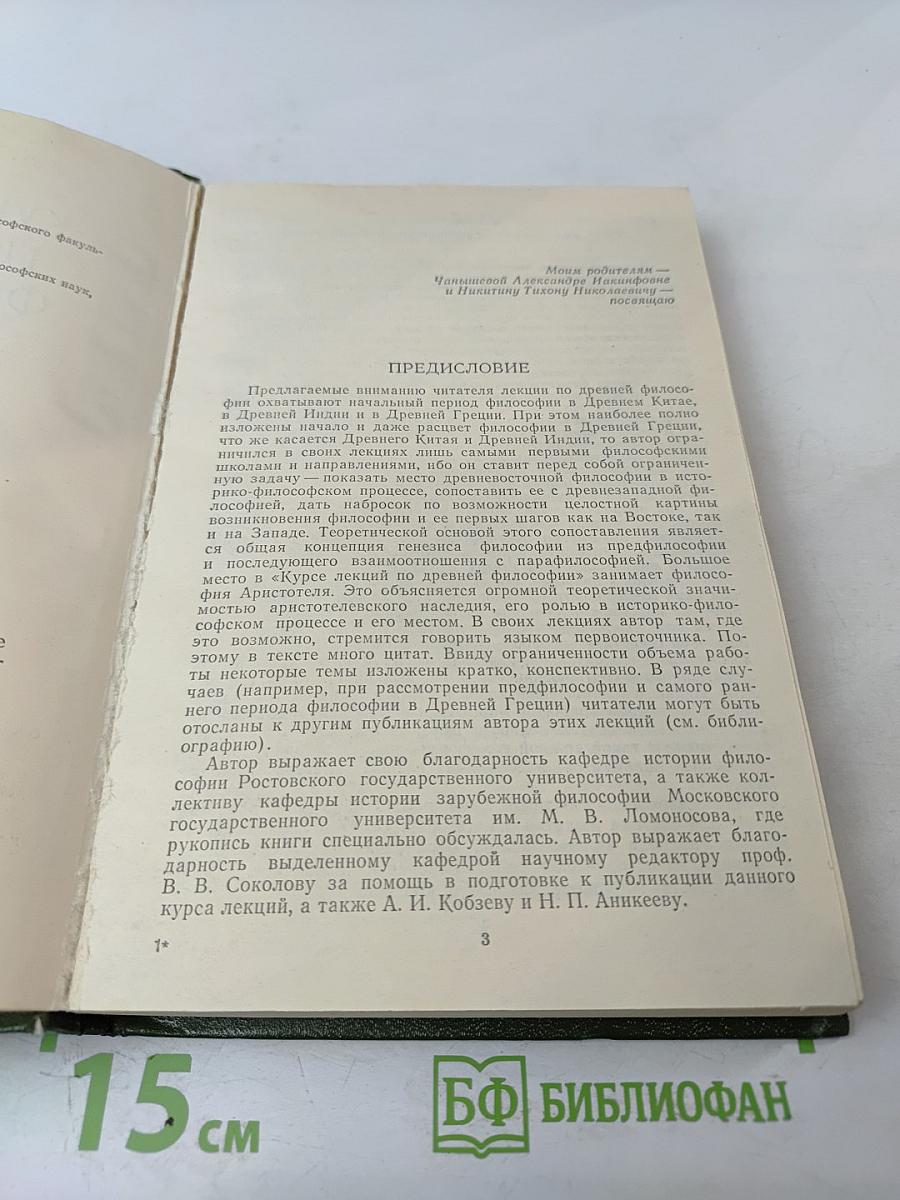 софского факуль-
ософских наук,
е
Моим родителям —
Чанышевой Александре Иакинфовне
и Никитину Тихону Николаевичу —
посвящаю
ПРЕДИСЛОВИЕ
Предлагаемые вниманию читателя лекции по древней филосо-
фии охватывают начальный период философии в Древнем Китае,
в Древней Индии и в Древней Греции. При этом наиболее полно
изложены начало и даже расцвет философии в Древней Греции,
что же касается Древнего Китая и Древней Индии, то автор огра-
ничился в своих лекциях лишь самыми первыми философскими
школами и направлениями, ибо он ставит перед собой ограничен-
ную задачу — показать место древневосточной философии в исто-
рико-философском процессе, сопоставить ее с древнезападной фи-
лософией, дать набросок по возможности целостной картины
возникновения философии и ее первых шагов как на Востоке, так
и на Западе. Теоретической основой этого сопоставления являет-
ся общая концепция генезиса философии из предфилософии
и последующего взаимоотношения с парафилософией. Большое
место в «Курсе лекций по древней философии» занимает филосо-
фия Аристотеля. Это объясняется огромной теоретической значи-
мостью аристотелевского наследия, его ролью в историко-фило-
софском процессе и его местом. В своих лекциях автор там, где
это возможно, стремится говорить языком первоисточника. По-
этому в тексте много цитат. Ввиду ограниченности объема рабо-
ты некоторые темы изложены кратко, конспективно. В ряде слу-
чаев (например, при рассмотрении предфилософии и самого ран-
него периода философии в Древней Греции) читатели могут быть
отосланы к другим публикациям автора этих лекций (см. библи-
ографию).
Автор выражает свою благодарность кафедре истории фило-
софии Ростовского государственного университета, а также кол-
лективу кафедры истории зарубежной философии Московского
государственного университета им. М. В. Ломоносова, где
рукопись книги специально обсуждалась. Автор выражает благо-
дарность выделенному кафедрой научному редактору проф.
В. В. Соколову за помощь в подготовке к публикации данного
курса лекций, а также А. И. Кобзеву и Н. П. Аникееву.
1*
3
15 см
БФ БИБЛИОФАН